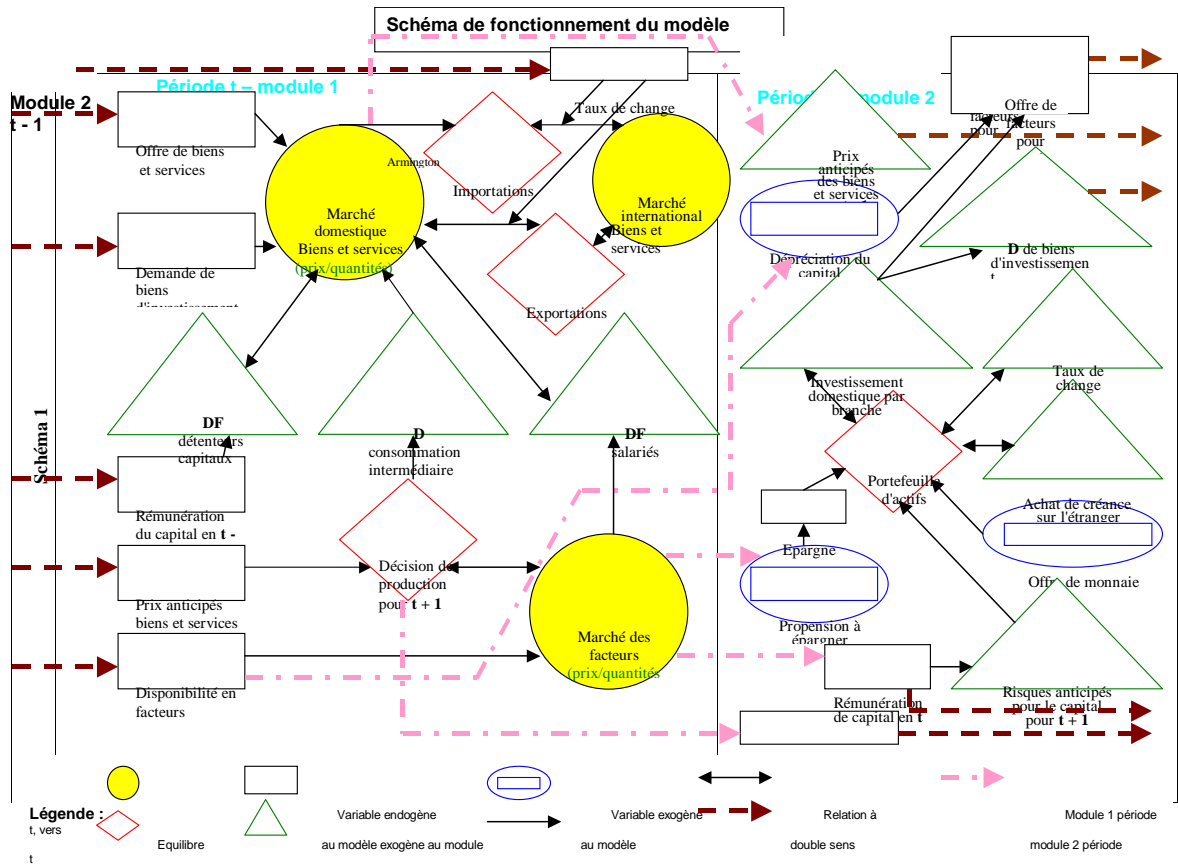 Schéma de fonctionnement du modèle
Module 2
t - 1
Schéma 1
Période t – module 1
Taux de change
Offre de biens
et services
Armington
Importations
Marché
domestique
Biens et services
(prix/quantités)
Marché
international
Biens et
services
Demande de
biens
d'investissement
Exportations
DF
détenteurs
capitaux
D
consommation
intermédiaire
DF
salariés
Rémunération
du capital en t -
Prix anticipés
biens et services
Décision de
production
pour t + 1
Disponibilité en
facteurs
Marché des
facteurs
(prix/quantités
Période
module 2
Offre de
facteurs
pour
facteurs
pour
Prix
anticipés
des biens et
services
Dépréciation du
capital
D de biens
d'investissemen
t
Investissement
domestique par
branche
Taux de
change
Portefeuille
d'actifs
Achat de créance
sur l'étranger
Epargne
Offre de monnaie
Propension à
épargner
Rémunération
de capital en t
Risques anticipés
pour le capital
pour t + 1
Légende :
Variable endogène
Variable exogène
Relation à
Module 1 période
t, vers
Equilibre
au modèle exogène au module
au modèle
double sens
module 2 période
t